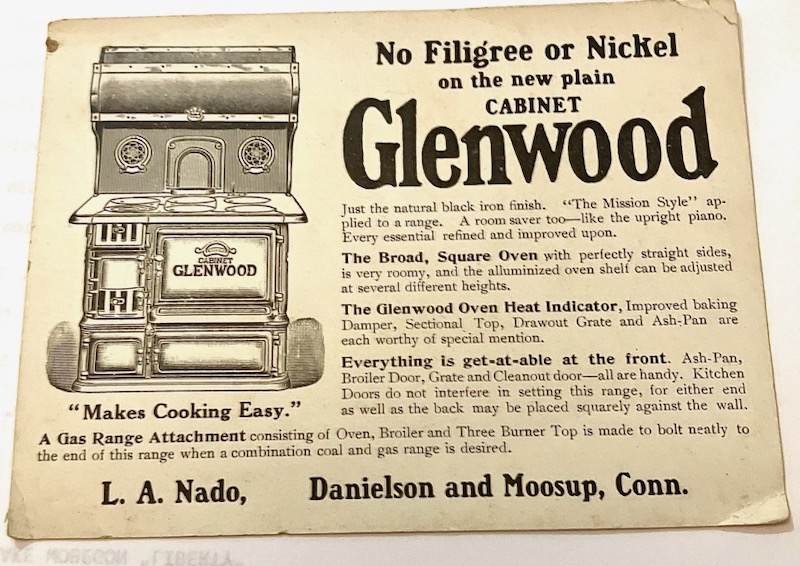 No Filigree or Nickel
on the new plain
CABINET
Glenwood
Just the natural black iron finish. "The Mission Style" ap-
plied to a range. A room saver too—like the upright piano.
Every essential refined and improved upon.
The Broad, Square Oven with perfectly straight sides,
is very roomy, and the alluminized oven shelf can be adjusted
at several different heights.
The Glenwood Oven Heat Indicator, Improved baking
Damper, Sectional Top, Drawout Grate and Ash-Pan are
each worthy of special mention.
Everything is get-at-able at the front. Ash-Pan,
Broiler Door, Grate and Cleanout door—all are handy. Kitchen
Doors do not interfere in setting this range, for either end
as well as the back may be placed squarely against the wall.
CABINET
GLENWOOD
"Makes Cooking Easy."
A Gas Range Attachment consisting of Oven, Broiler and Three Burner Top is made to bolt neatly to
the end of this range when a combination coal and gas range is desired.
L. A. Nado, Danielson and Moosup, Conn.